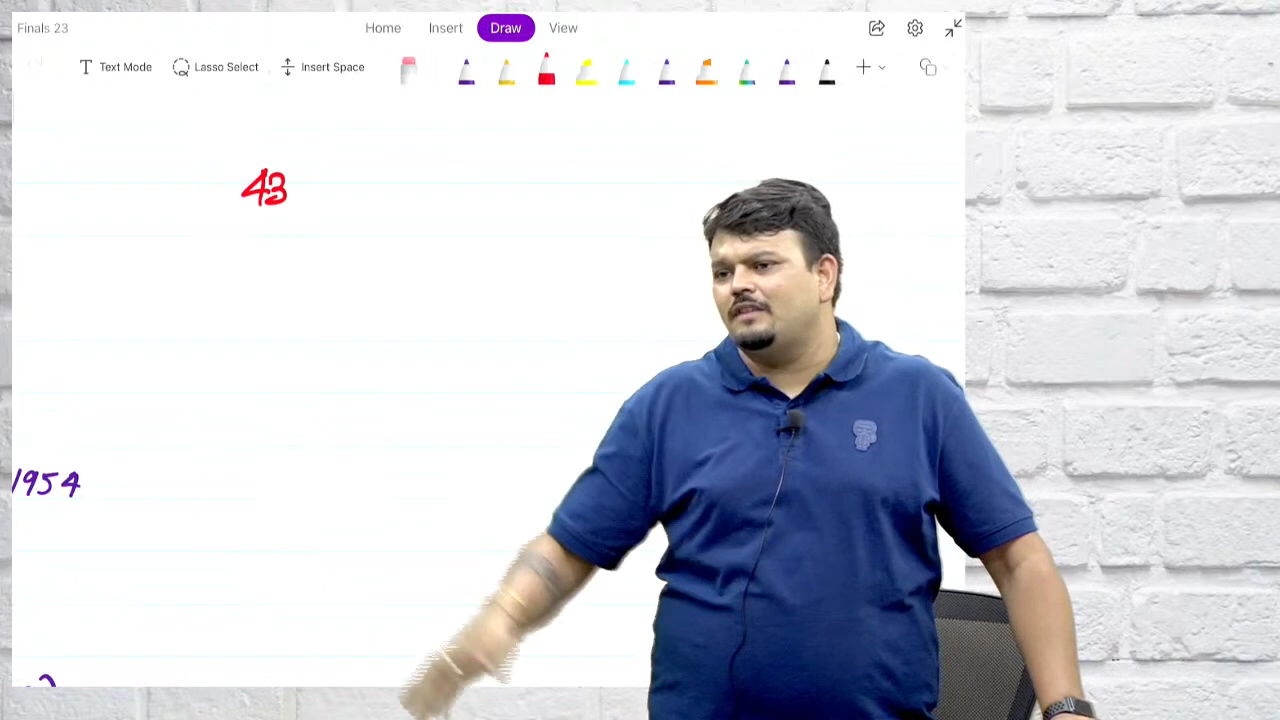 Finals 23
Home Insert Draw View
Text Mode Lasso Select Insert Space
43
1954